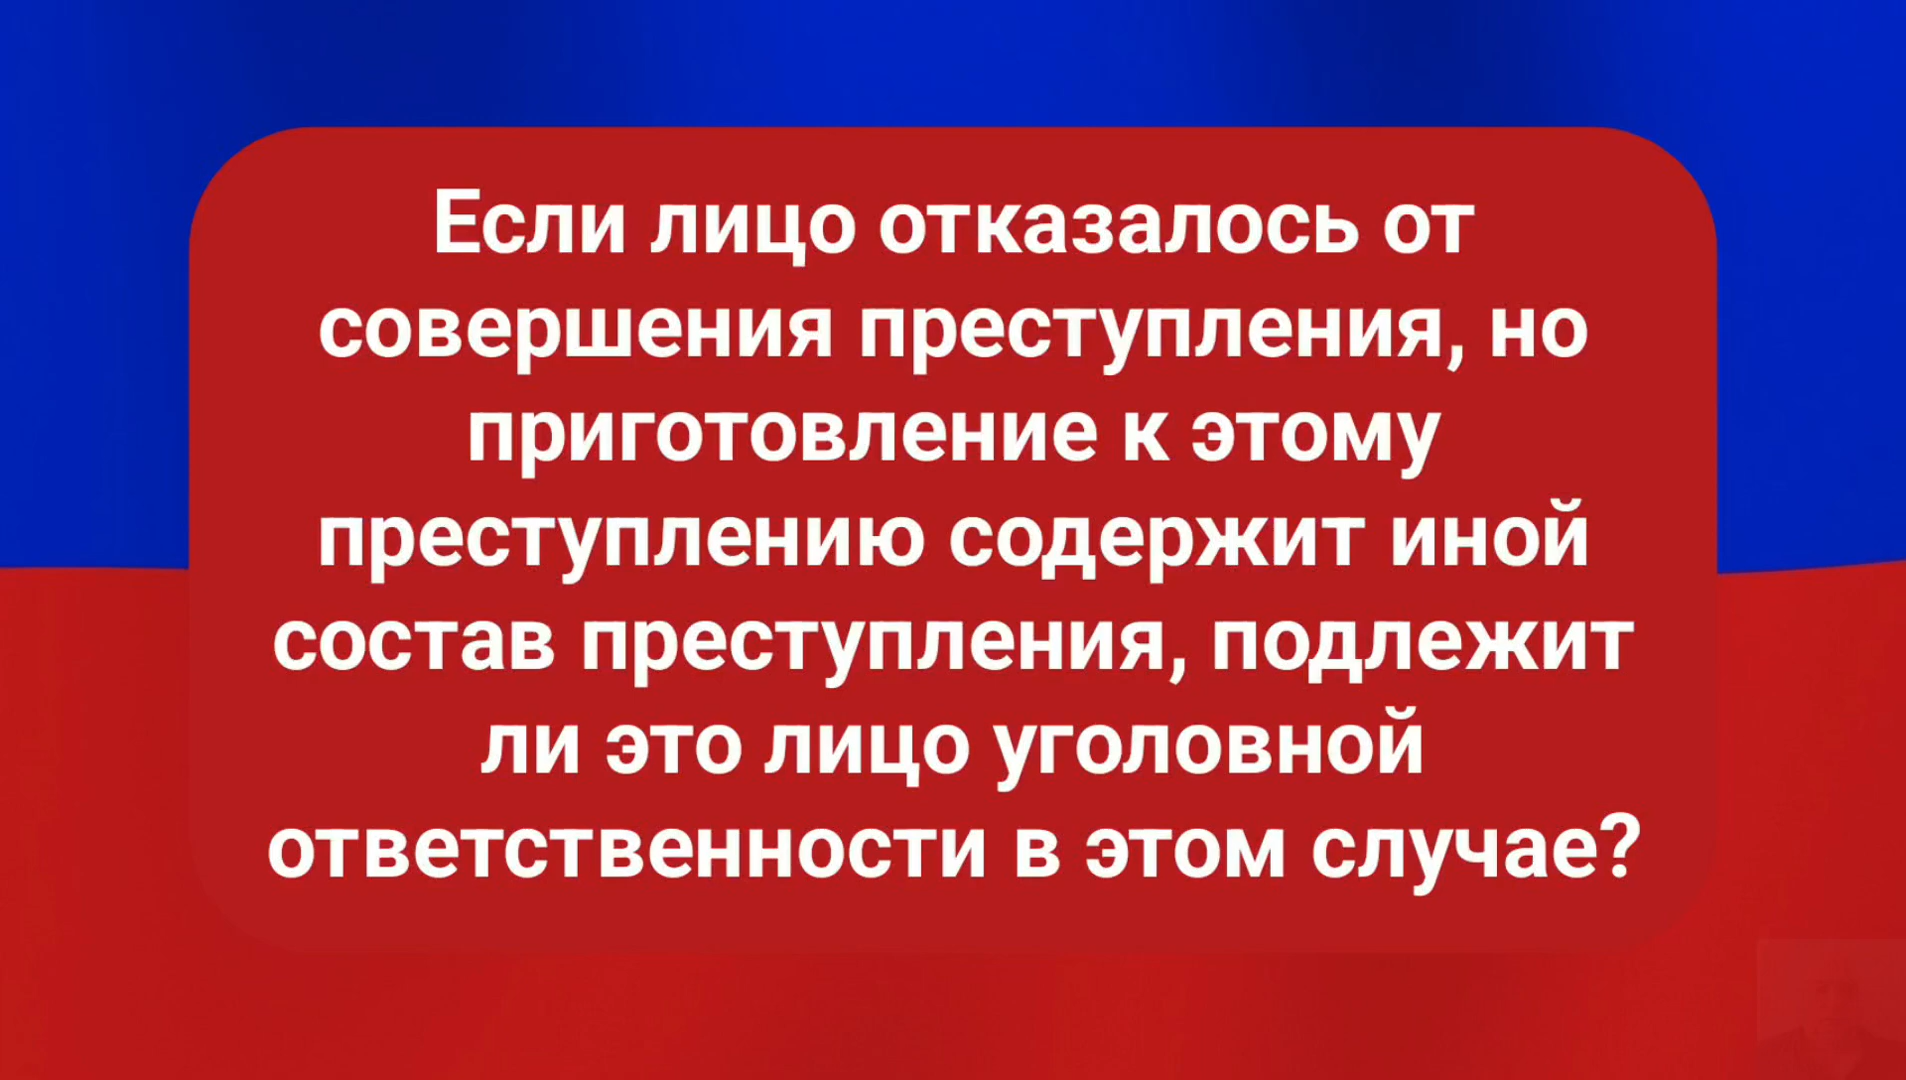 Если лицо отказалось от
совершения преступления, но
приготовление к этому
преступлению содержит иной
состав преступления, подлежит
ли это лицо уголовной
ответственности в этом случае?